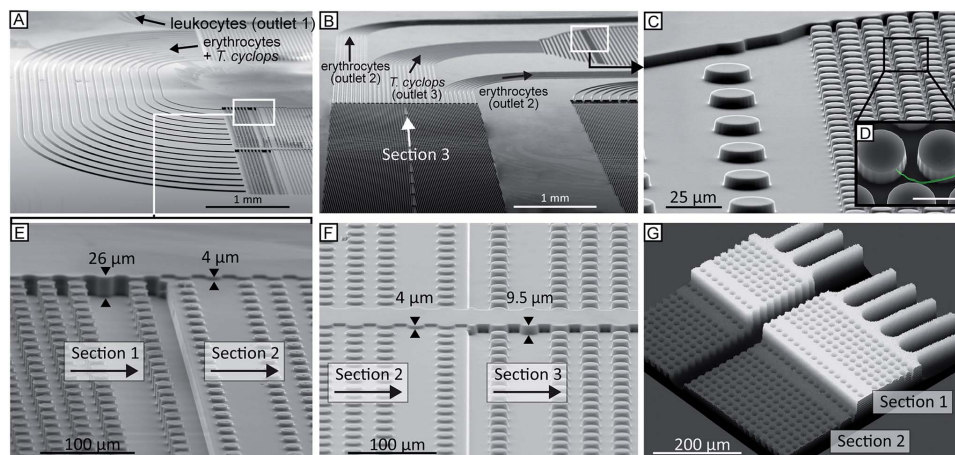 A
leukocytes (outlet 1)
erythrocytes
+ T. cyclops
1 mm
B
erythrocytes
(outlet 2)
T. cyclops
(outlet 3)
erythrocytes
(outlet 2)
Section 3
1 mm
C
25 μm
D
E
26 μm
4 μm
Section 1
Section 2
100 μm
F
4 μm
9.5 μm
Section 2
Section 3
100 μm
G
Section 1
Section 2
200 μm